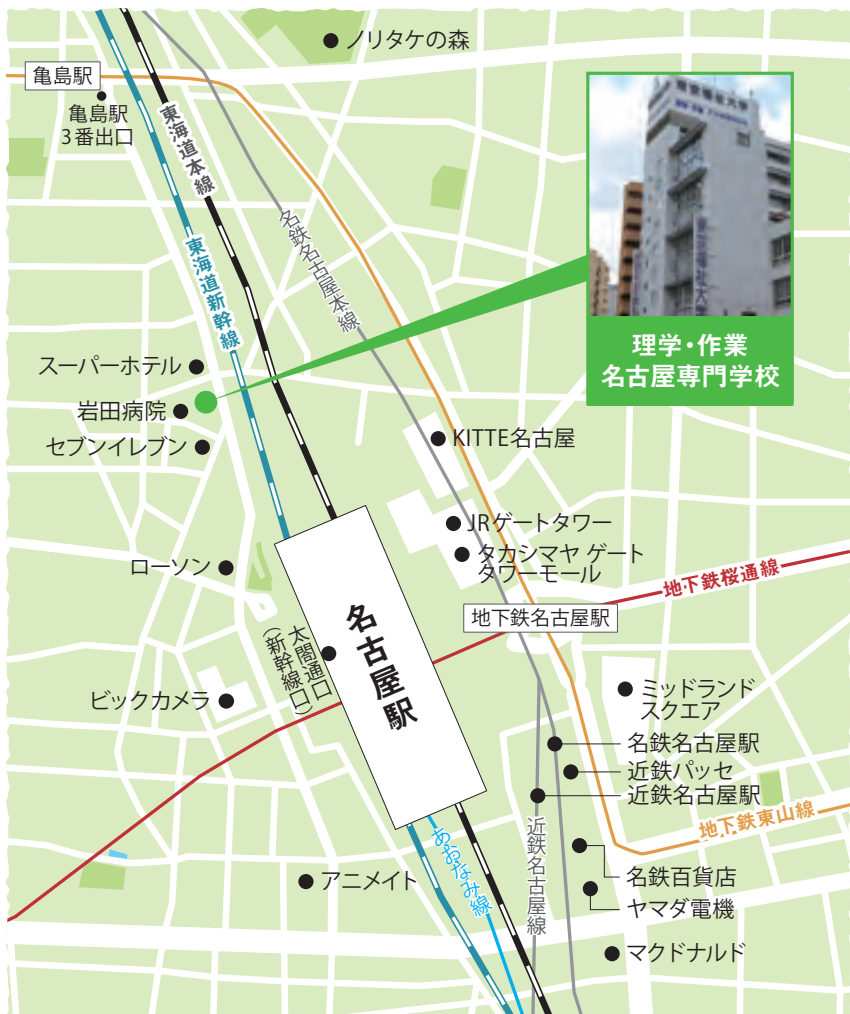 ノリタケの森
亀島駅
亀島駅
3番出口
東海道本線
名鉄名古屋本線
東海道新幹線
理学・作業
名古屋専門学校
スーパーホテル
岩田病院
セブンイレブン
KITTE名古屋
JRゲートタワー
タカシマヤ ゲート
タワーモール
ローソン
地下鉄桜通線
地下鉄名古屋駅
名古屋駅
太閤通口
(新幹線口)
ビックカメラ
ミッドランド
スクエア
名鉄名古屋駅
近鉄パッセ
近鉄名古屋駅
地下鉄東山線
あおなみ線
近鉄名古屋線
アニメイト
名鉄百貨店
ヤマダ電機
マクドナルド